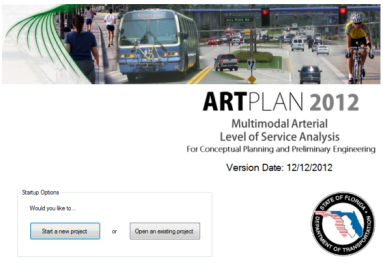 ARTPLAN 2012
Multimodal Arterial
Level of Service Analysis
For Conceptual Planning and Preliminary Engineering
Version Date: 12/12/2012
Startup Options
Would you like to...
Start a new project
or
Open an existing project
STATE OF FLORIDA
DEPARTMENT OF TRANSPORTATION